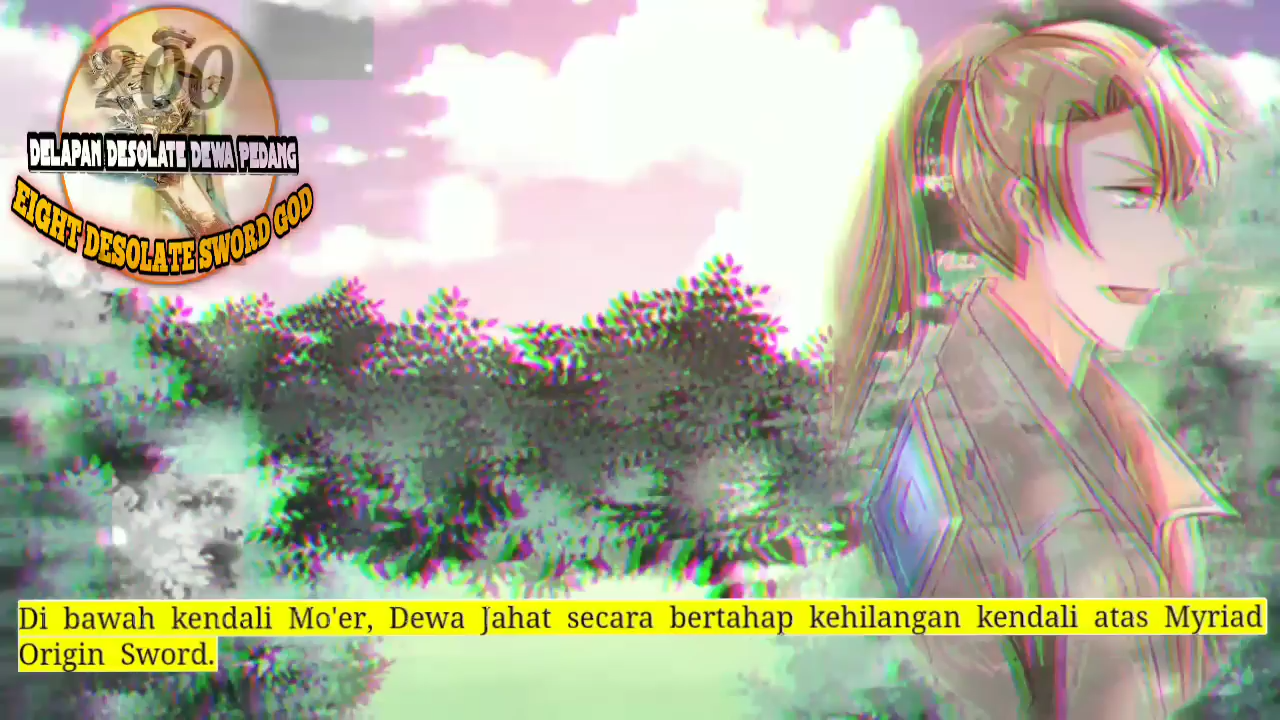 200
DELAPAN DESOLATE DEWA PEDANG
EIGHT DESOLATE SWORD GOD
Di bawah kendali Mo'er, Dewa Jahat secara bertahap kehilangan kendali atas Myriad
Origin Sword.